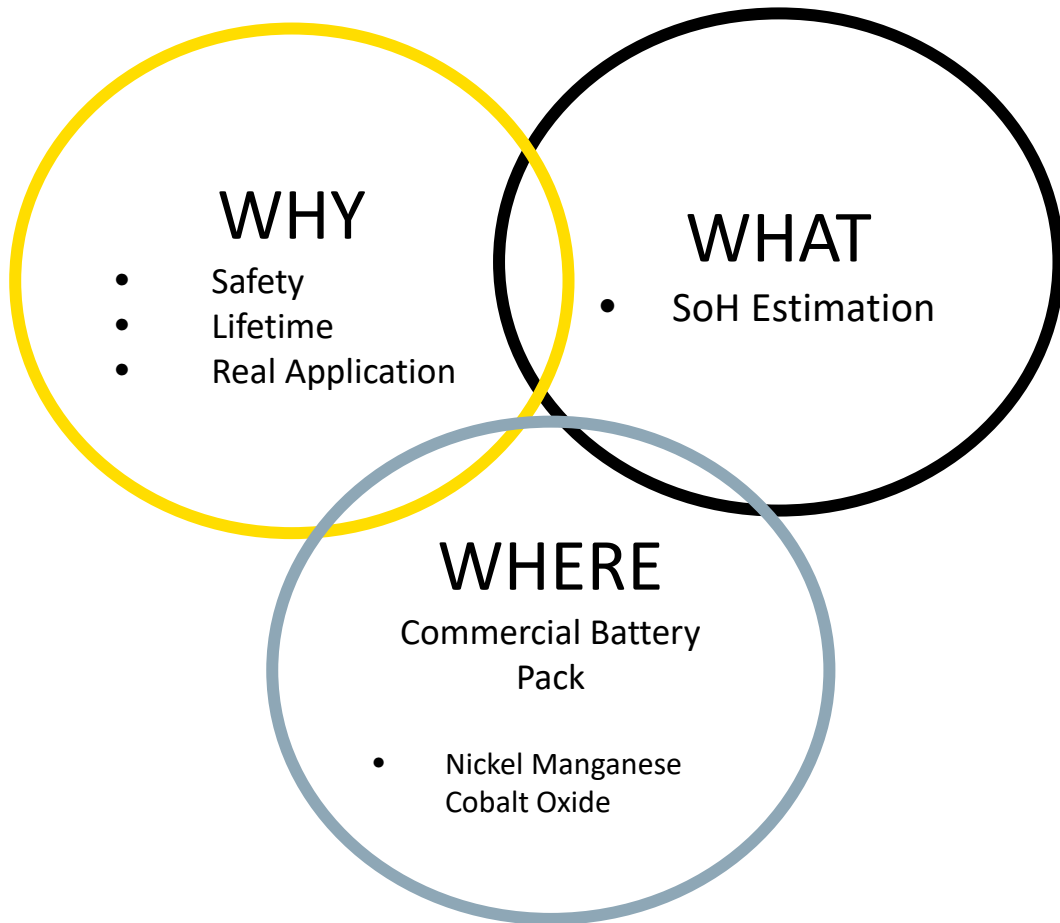 WHY
• Safety
• Lifetime
• Real Application
WHAT
• SoH Estimation
WHERE
Commercial Battery
Pack
• Nickel Manganese
Cobalt Oxide